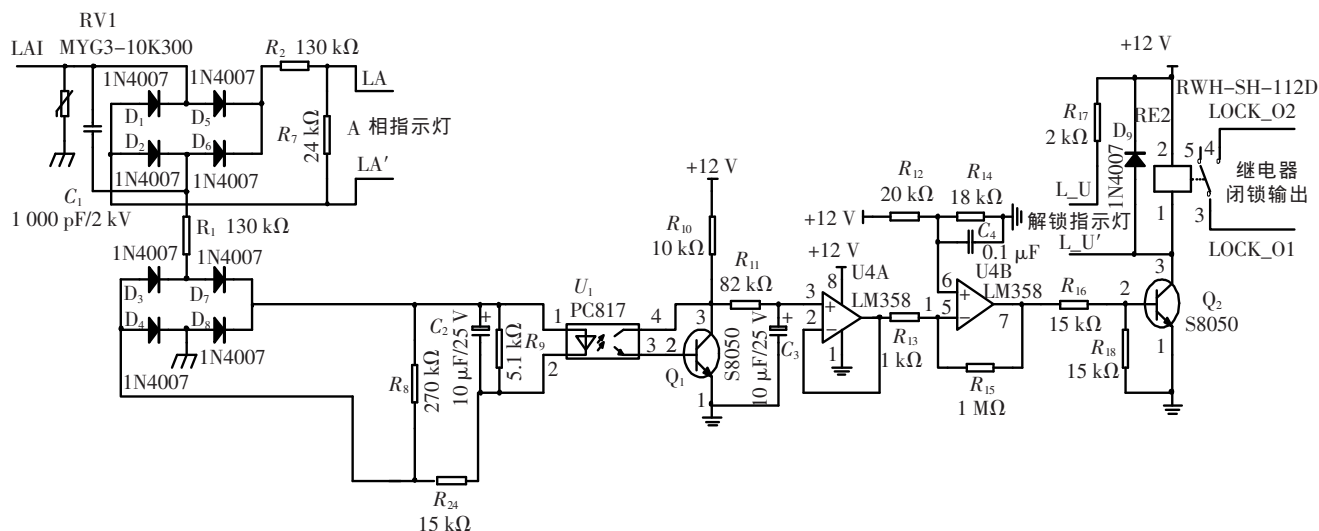 RV1
LAI
MYG3-10K300
R2 130 kΩ
1N4007
1N4007
LA
D1
D5
R7
24 kΩ
A 相指示灯
D2
D6
1N4007
1N4007
LA′
C1
1 000 pF/2 kV
R1 130 kΩ
1N4007
1N4007
D3
D7
D4
D8
1N4007
1N4007
R8
270 kΩ
C2
+
10 μF/25 V
R9
5.1 kΩ
R24
15 kΩ
U1
PC817
1
2
4
3
+12 V
R10
10 kΩ
R11
82 kΩ
3
2
1
Q1
S8050
+
10 μF/25 V
C3
+12 V
8
U4A
LM358
3
2
+
−
1
1
R13
1 kΩ
R12
20 kΩ
R14
18 kΩ
+12 V
C4
0.1 μF
U4B
LM358
6
5
+
−
7
R15
1 MΩ
R16
15 kΩ
R18
15 kΩ
2
3
1
Q2
S8050
+12 V
R17
2 kΩ
D9
1N4007
RE2
RWH-SH-112D
LOCK_O2
2
5
4
继电器
闭锁输出
1
3
LOCK_O1
L_U
解锁指示灯
L_U′